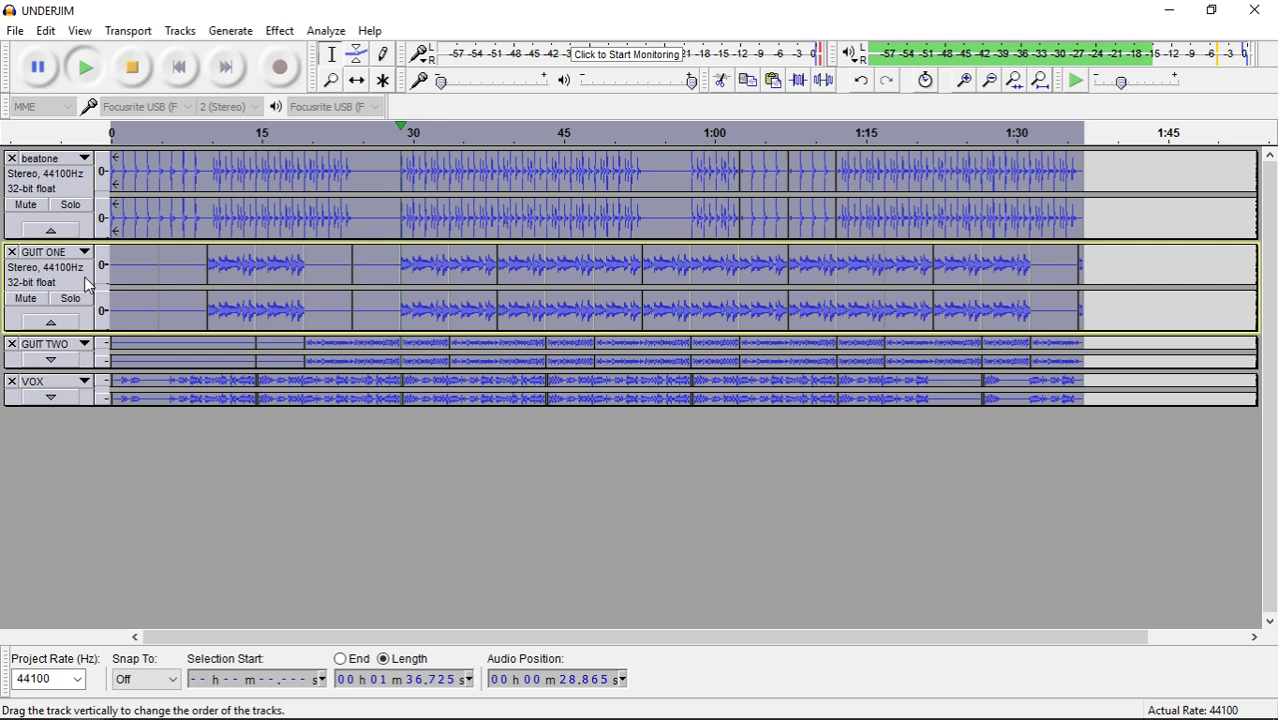 UNDERJIM
File Edit View Transport Tracks Generate Effect Analyze Help
L R -57 -54 -51 -48 -45 -42 -3 Click to Start Monitoring 1 -18 -15 -12 -9 -6 -3 0
L R -57 -54 -51 -48 -45 -42 -39 -36 -33 -30 -27 -24 -21 -18 -15 -12 -9 -6 -3 0
MME Focusrite USB (F 2 (Stereo) Focusrite USB (F
0 15 30 45 1:00 1:15 1:30 1:45
beatone
Stereo, 44100Hz
32-bit float
Mute Solo
0-
0-
GUIT ONE
Stereo, 44100Hz
32-bit float
Mute Solo
0-
0-
GUIT TWO
VOX
Project Rate (Hz): Snap To: Selection Start: End Length Audio Position:
44100 Off -- h -- m --.--- s 00 h 01 m 36.725 s 00 h 00 m 28.865 s
Drag the track vertically to change the order of the tracks. Actual Rate: 44100